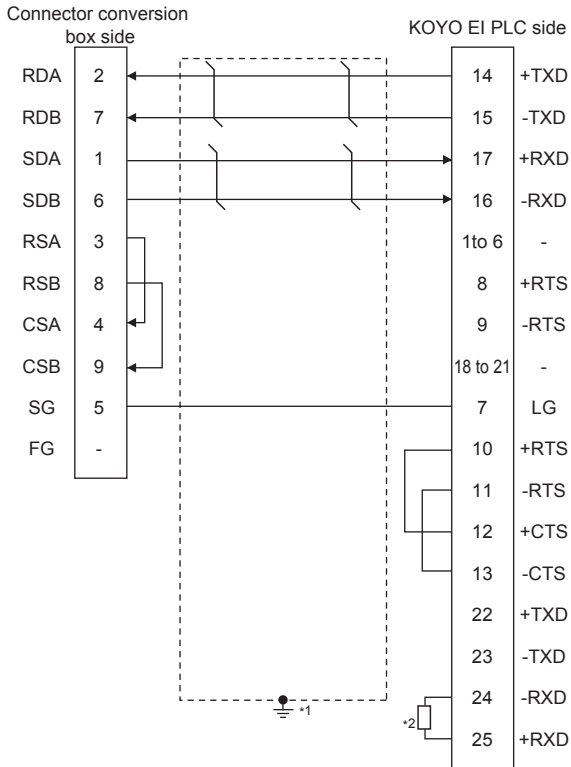 Connector conversion
box side
KOYO EI PLC side
RDA 2 14 +TXD
RDB 7 15 -TXD
SDA 1 17 +RXD
SDB 6 16 -RXD
RSA 3 1to 6 -
RSB 8 8 +RTS
CSA 4 9 -RTS
CSB 9 18 to 21 -
SG 5 7 LG
FG - 10 +RTS
11 -RTS
12 +CTS
13 -CTS
22 +TXD
23 -TXD
*1
24 -RXD
*2
25 +RXD